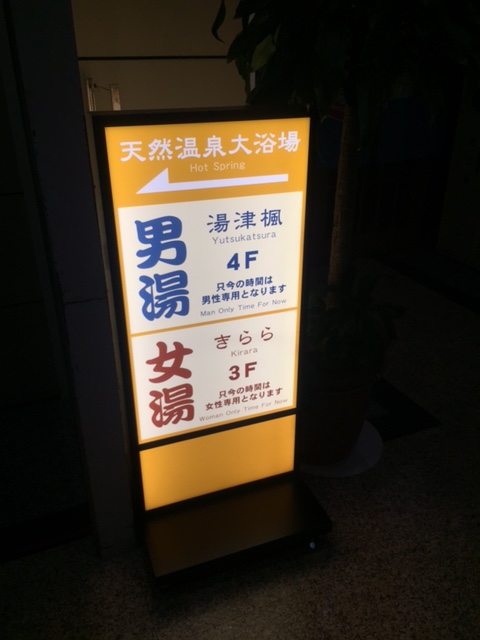 天然温泉大浴場
Hot Spring
男湯
湯津楓
Yutsukatsura
4F
只今の時間は
男性専用となります
Man Only Time For Now
女湯
きらら
Kirara
3F
只今の時間は
女性専用となります
Woman Only Time For Now